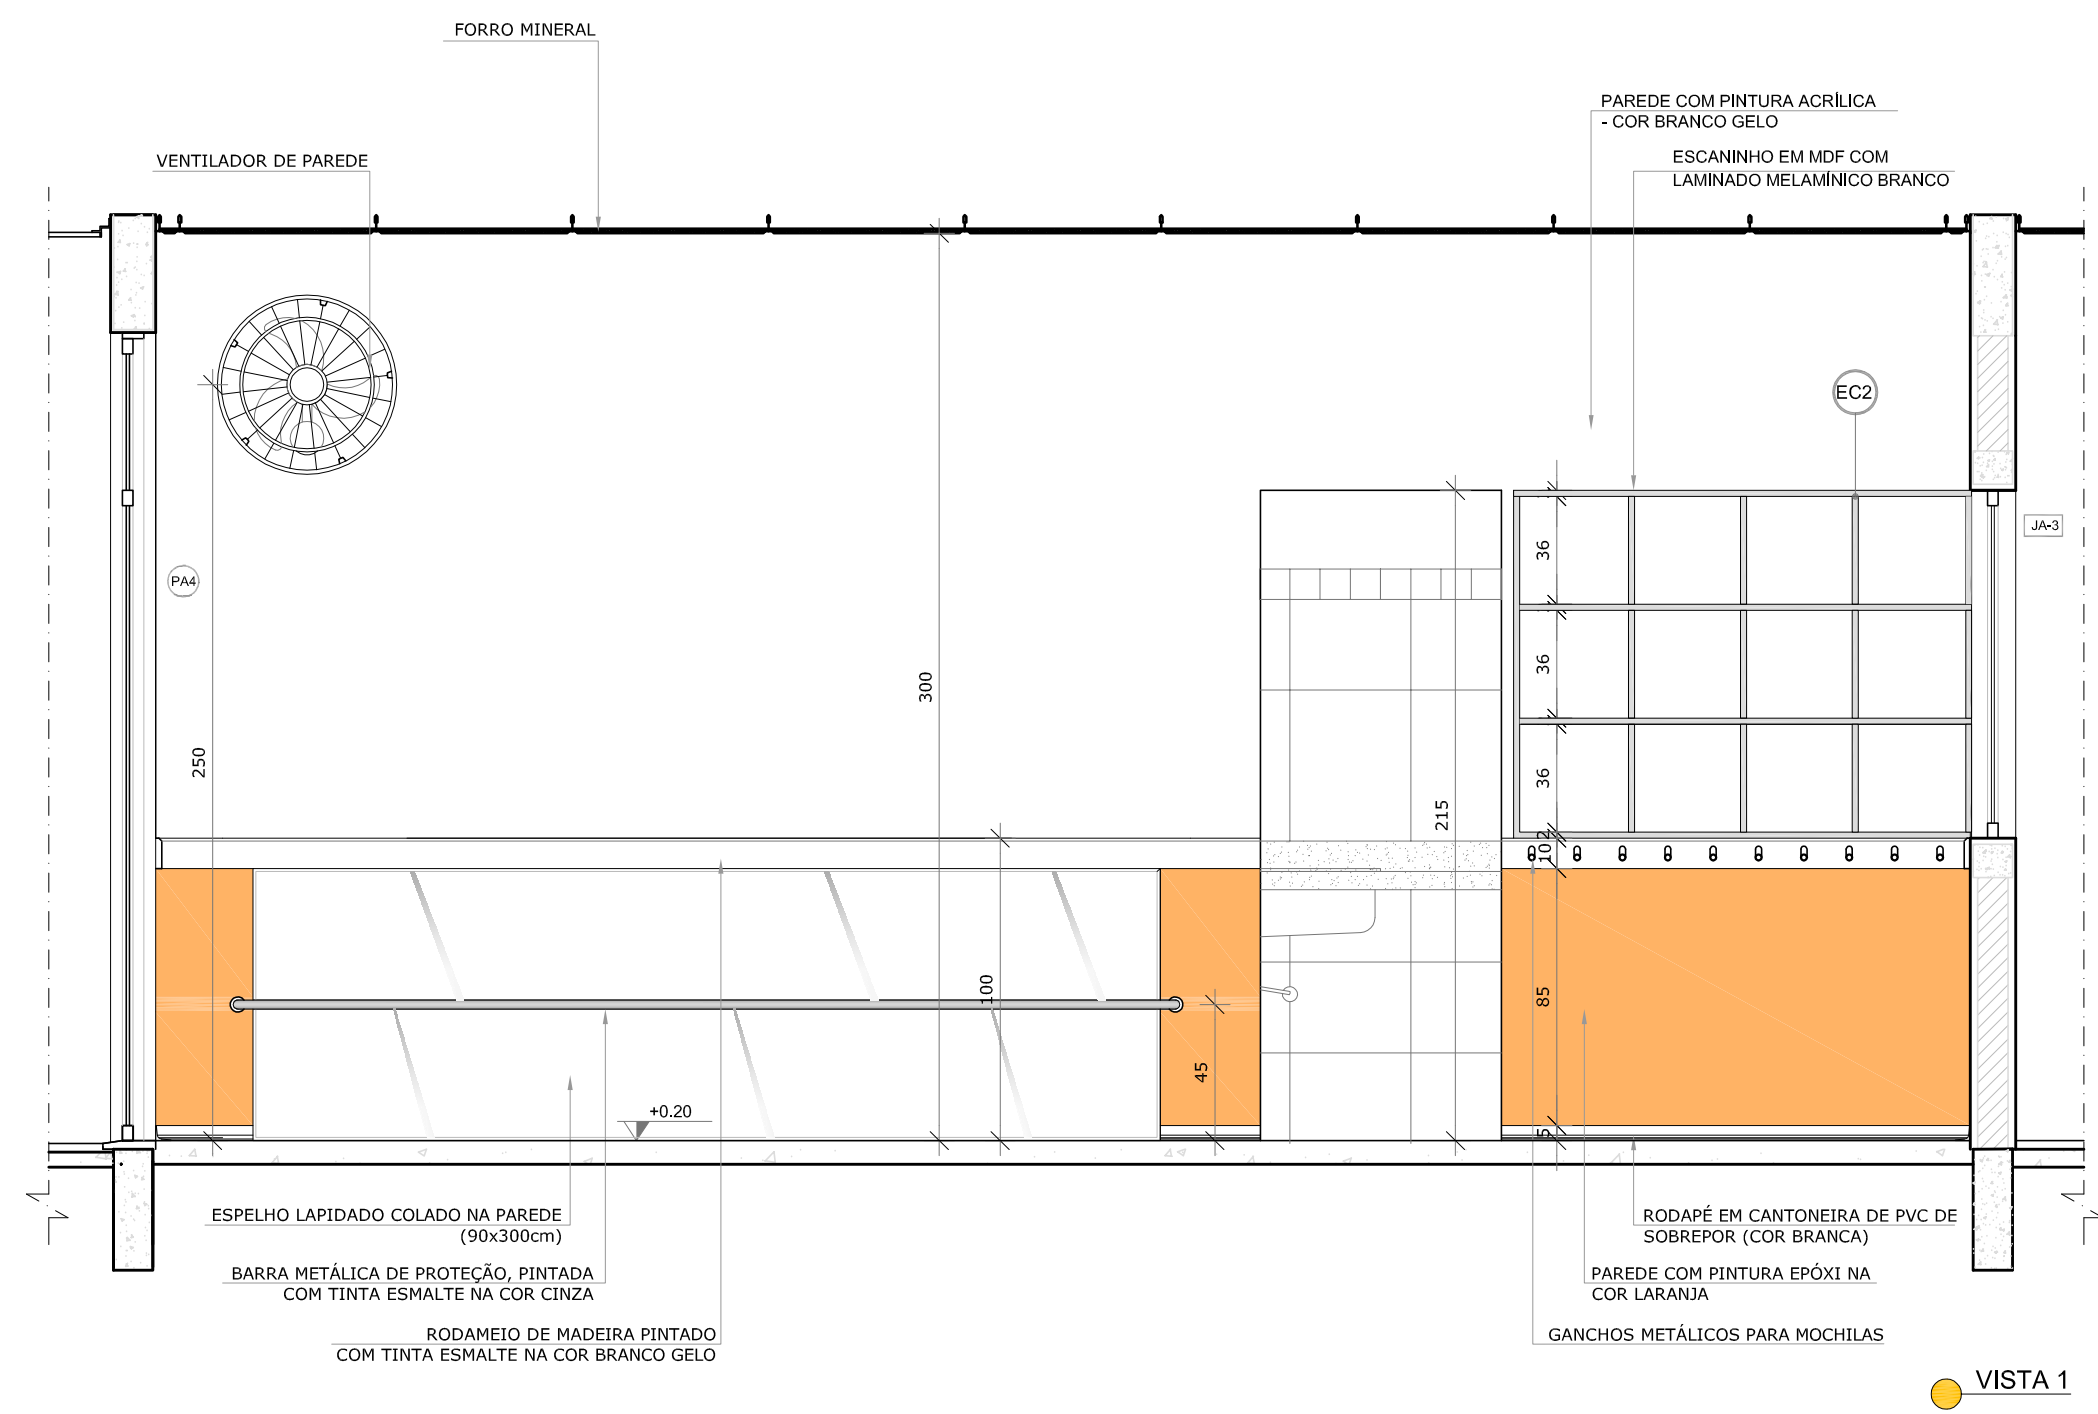 FORRO MINERAL
PAREDE COM PINTURA ACRÍLICA
- COR BRANCO GELO
VENTILADOR DE PAREDE
ESCANINHO EM MDF COM
LAMINADO MELAMÍNICO BRANCO
EC2
JA-3
PA4
36
36
36
300
250
215
2
10
100
85
45
5
+0.20
ESPELHO LAPIDADO COLADO NA PAREDE
(90x300cm)
BARRA METÁLICA DE PROTEÇÃO, PINTADA
COM TINTA ESMALTE NA COR CINZA
RODAMEIO DE MADEIRA PINTADO
COM TINTA ESMALTE NA COR BRANCO GELO
RODAPÉ EM CANTONEIRA DE PVC DE
SOBREPOR (COR BRANCA)
PAREDE COM PINTURA EPÓXI NA
COR LARANJA
GANCHOS METÁLICOS PARA MOCHILAS
VISTA 1